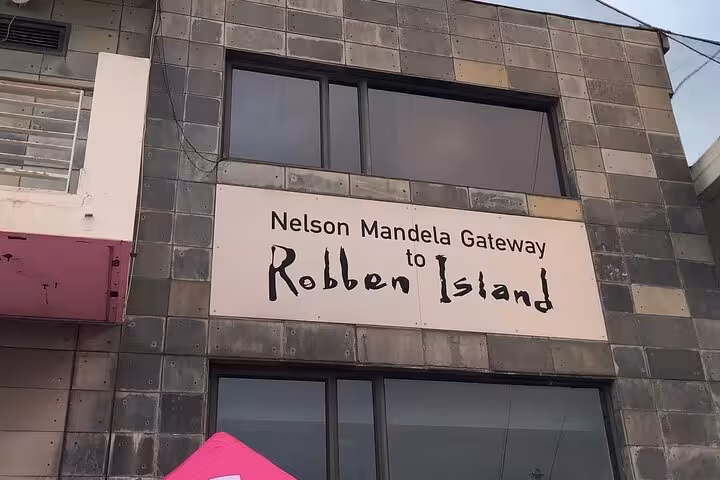 Nelson Mandela Gateway
to
Robben Island